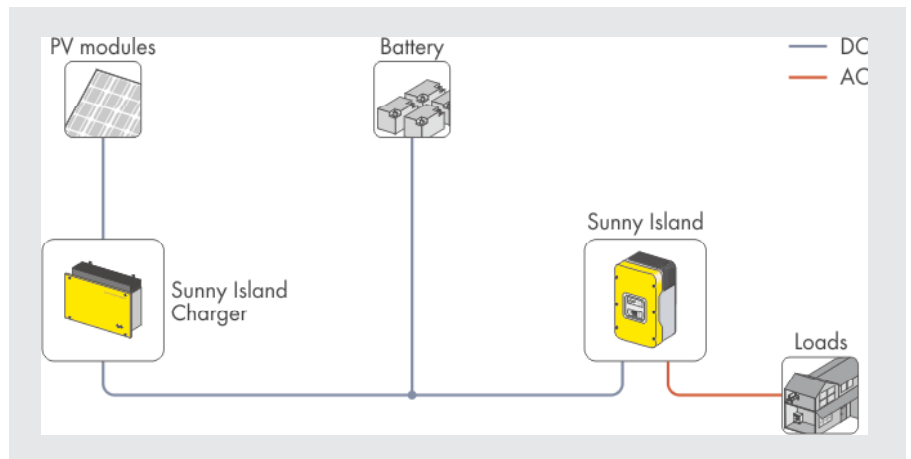 PV modules
Battery
DC
AC
Sunny Island
Sunny Island
Charger
Loads